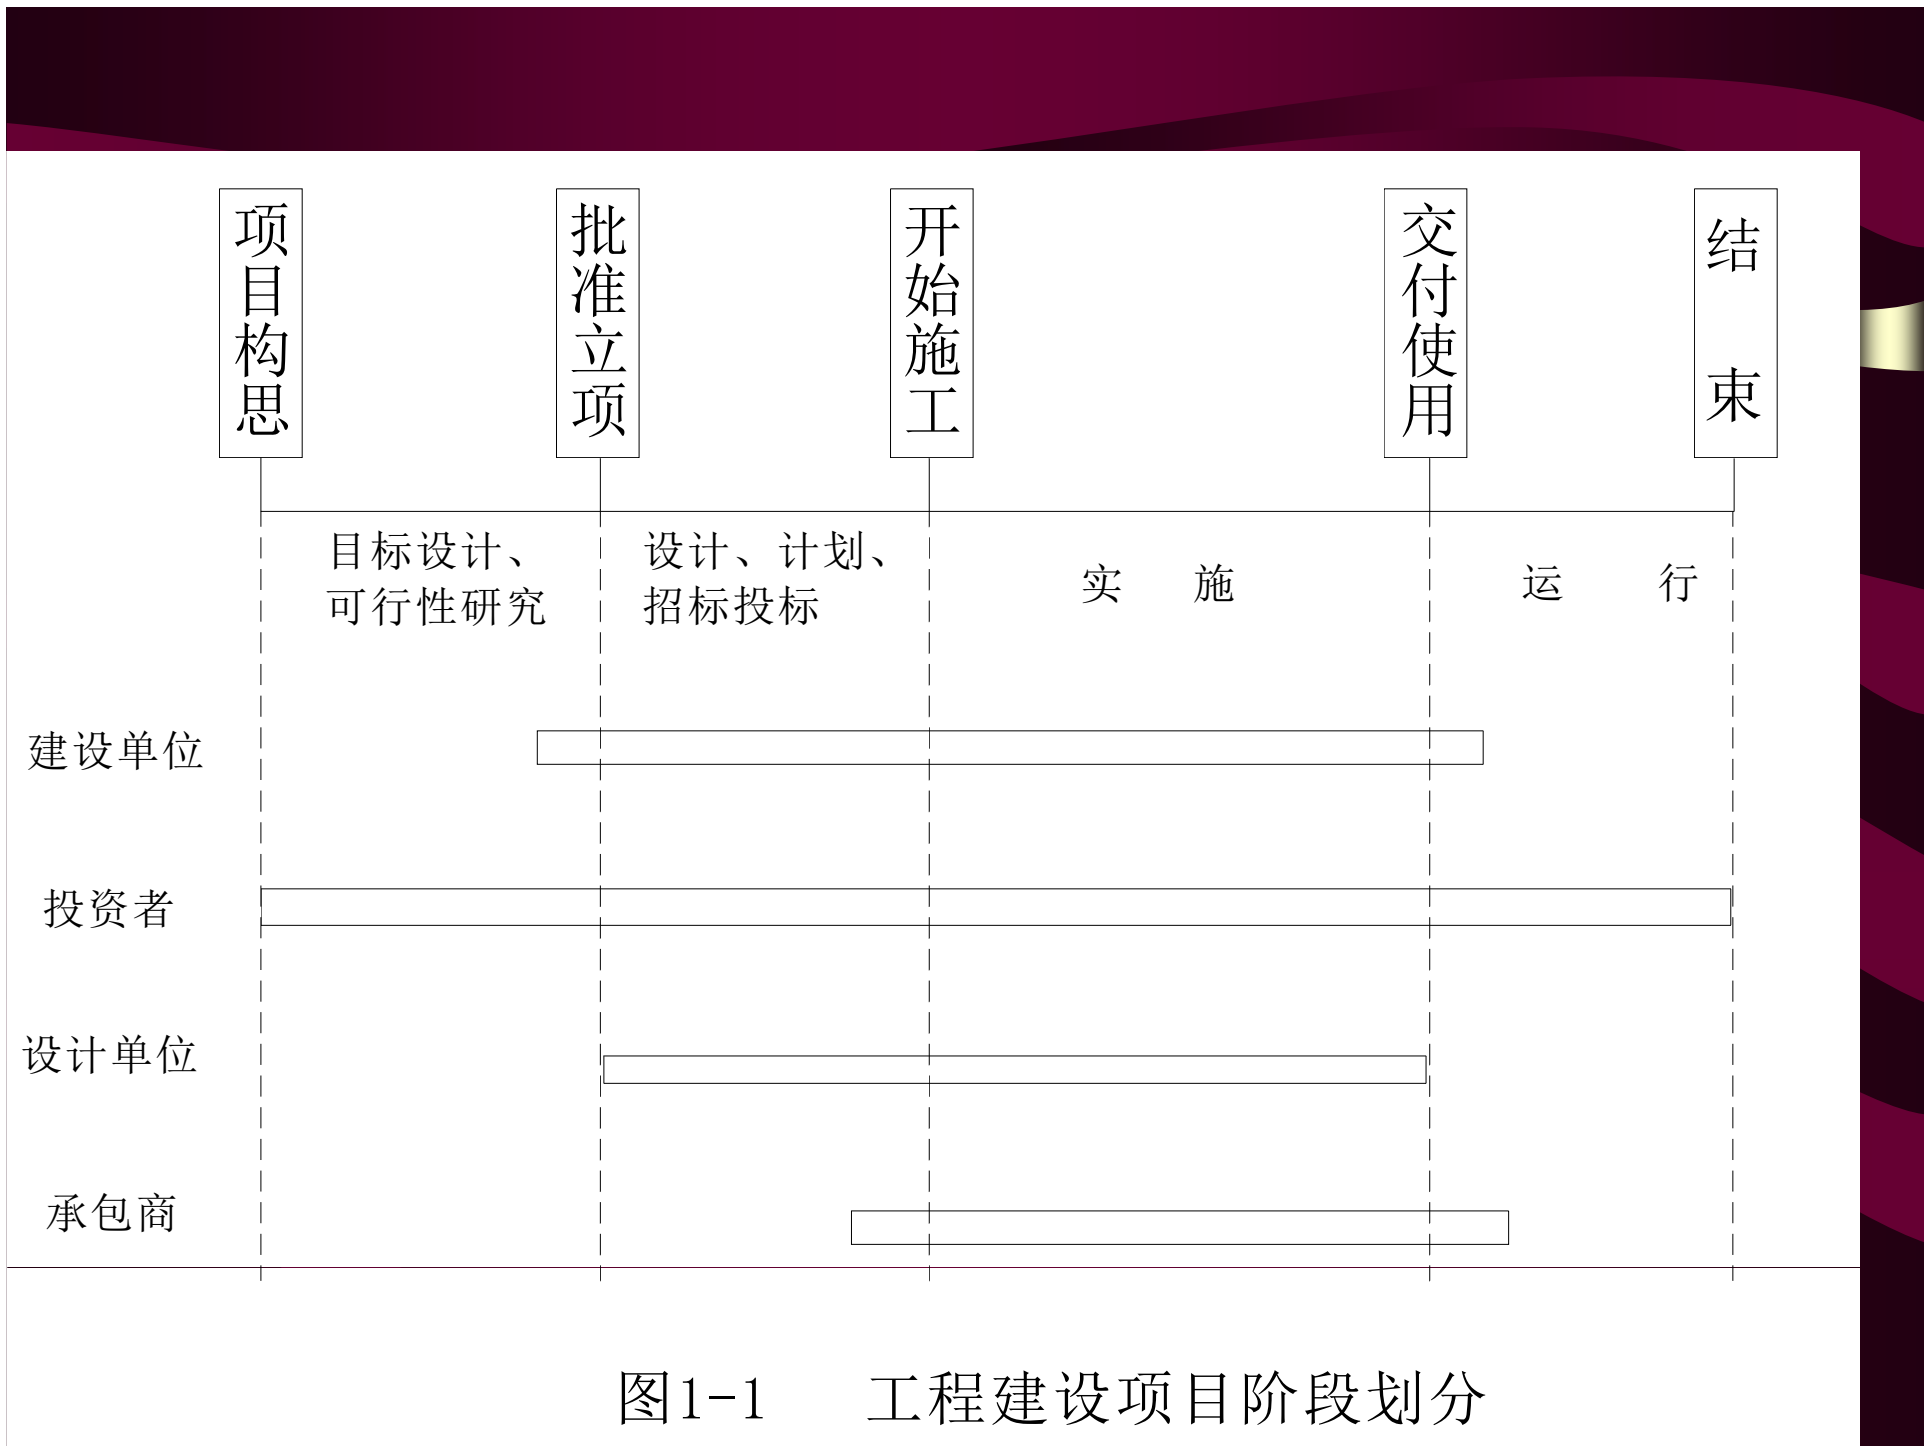 项目构思
批准立项
开始施工
交付使用
结束
目标设计、
可行性研究
设计、计划、
招标投标
实 施
运 行
建设单位
投资者
设计单位
承包商
图1-1 工程建设项目阶段划分